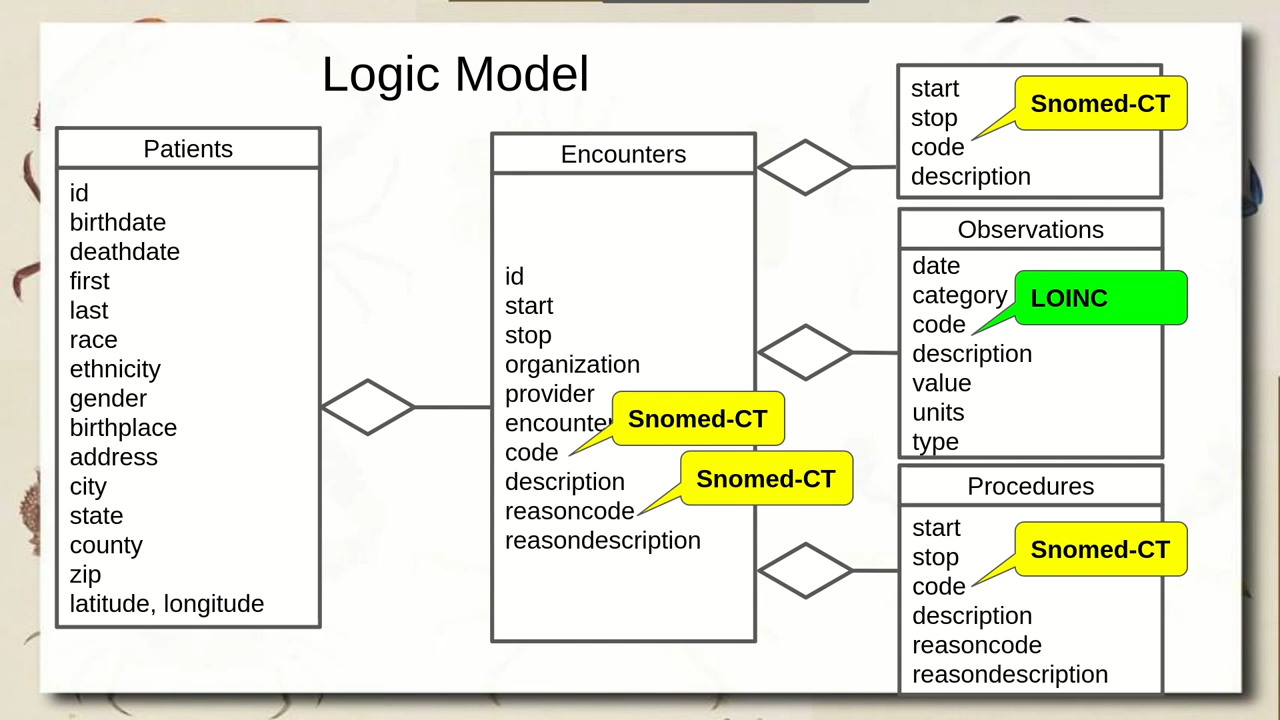 Logic Model
Patients
id
birthdate
deathdate
first
last
race
ethnicity
gender
birthplace
address
city
state
county
zip
latitude, longitude
Encounters
id
start
stop
organization
provider
encounter
Snomed-CT
code
description
Snomed-CT
reasoncode
reasondescription
start
Snomed-CT
stop
code
description
Observations
date
category
LOINC
code
description
value
units
type
Procedures
start
Snomed-CT
stop
code
description
reasoncode
reasondescription